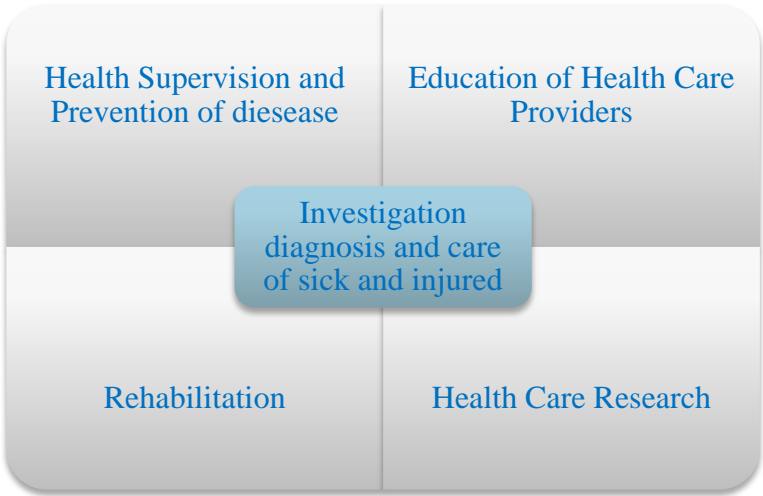 Health Supervision and
Prevention of diesease
Education of Health Care
Providers
Investigation
diagnosis and care
of sick and injured
Rehabilitation
Health Care Research